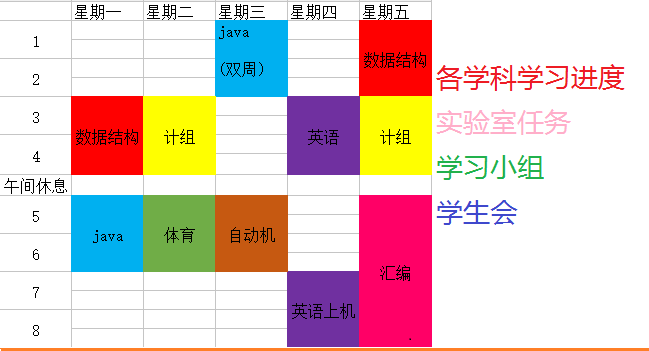 星期一 星期二 星期三 星期四 星期五
1
java
2
(双周)
数据结构
各学科学习进度
3
实验室任务
数据结构 计组 英语 计组
4
学习小组
午间休息
学生会
5
java 体育 自动机
6
汇编
7
英语上机
8